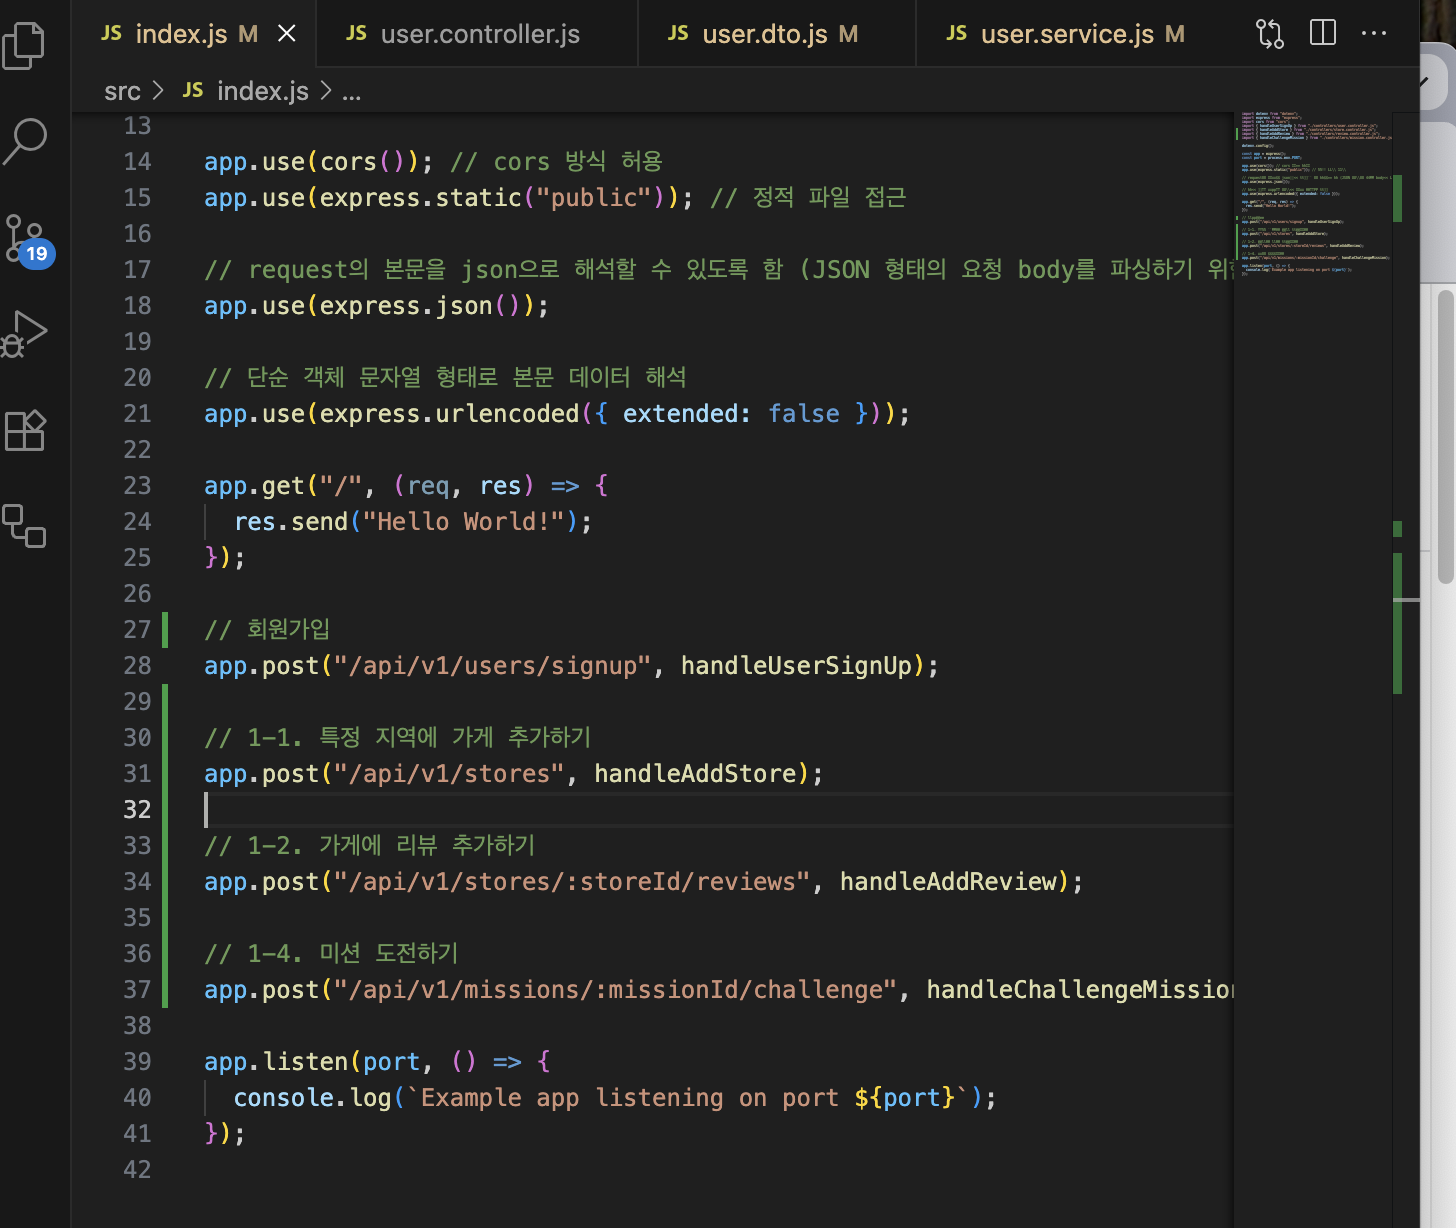 JS index.js M
JS user.controller.js
JS user.dto.js M
JS user.service.js M
src > JS index.js > ...
19
13
14 app.use(cors()); // cors 방식 허용
15 app.use(express.static("public")); // 정적 파일 접근
16
17 // request의 본문을 json으로 해석할 수 있도록 함 (JSON 형태의 요청 body를 파싱하기
18 app.use(express.json());
19
20 // 단순 객체 문자열 형태로 본문 데이터 해석
21 app.use(express.urlencoded({ extended: false }));
22
23 app.get("/", (req, res) => {
24 res.send("Hello World!");
25 });
26
27 // 회원가입
28 app.post("/api/v1/users/signup", handleUserSignUp);
29
30 // 1-1. 특정 지역에 가게 추가하기
31 app.post("/api/v1/stores", handleAddStore);
32
33 // 1-2. 가게에 리뷰 추가하기
34 app.post("/api/v1/stores/:storeId/reviews", handleAddReview);
35
36 // 1-4. 미션 도전하기
37 app.post("/api/v1/missions/:missionId/challenge", handleChallengeMission
38
39 app.listen(port, () => {
40 console.log(`Example app listening on port ${port}`);
41 });
42